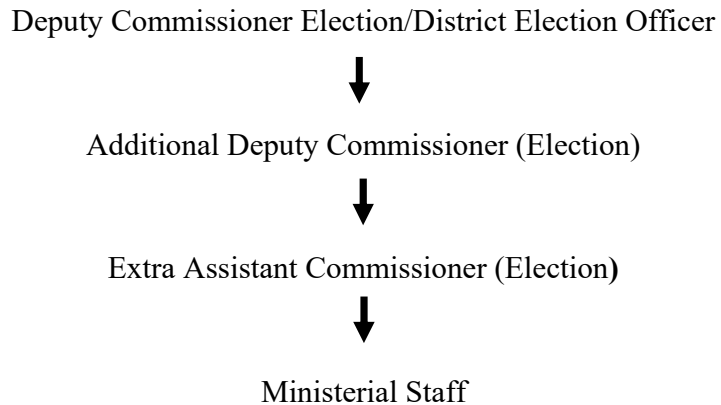 Deputy Commissioner Election/District Election Officer
Additional Deputy Commissioner (Election)
Extra Assistant Commissioner (Election)
Ministerial Staff